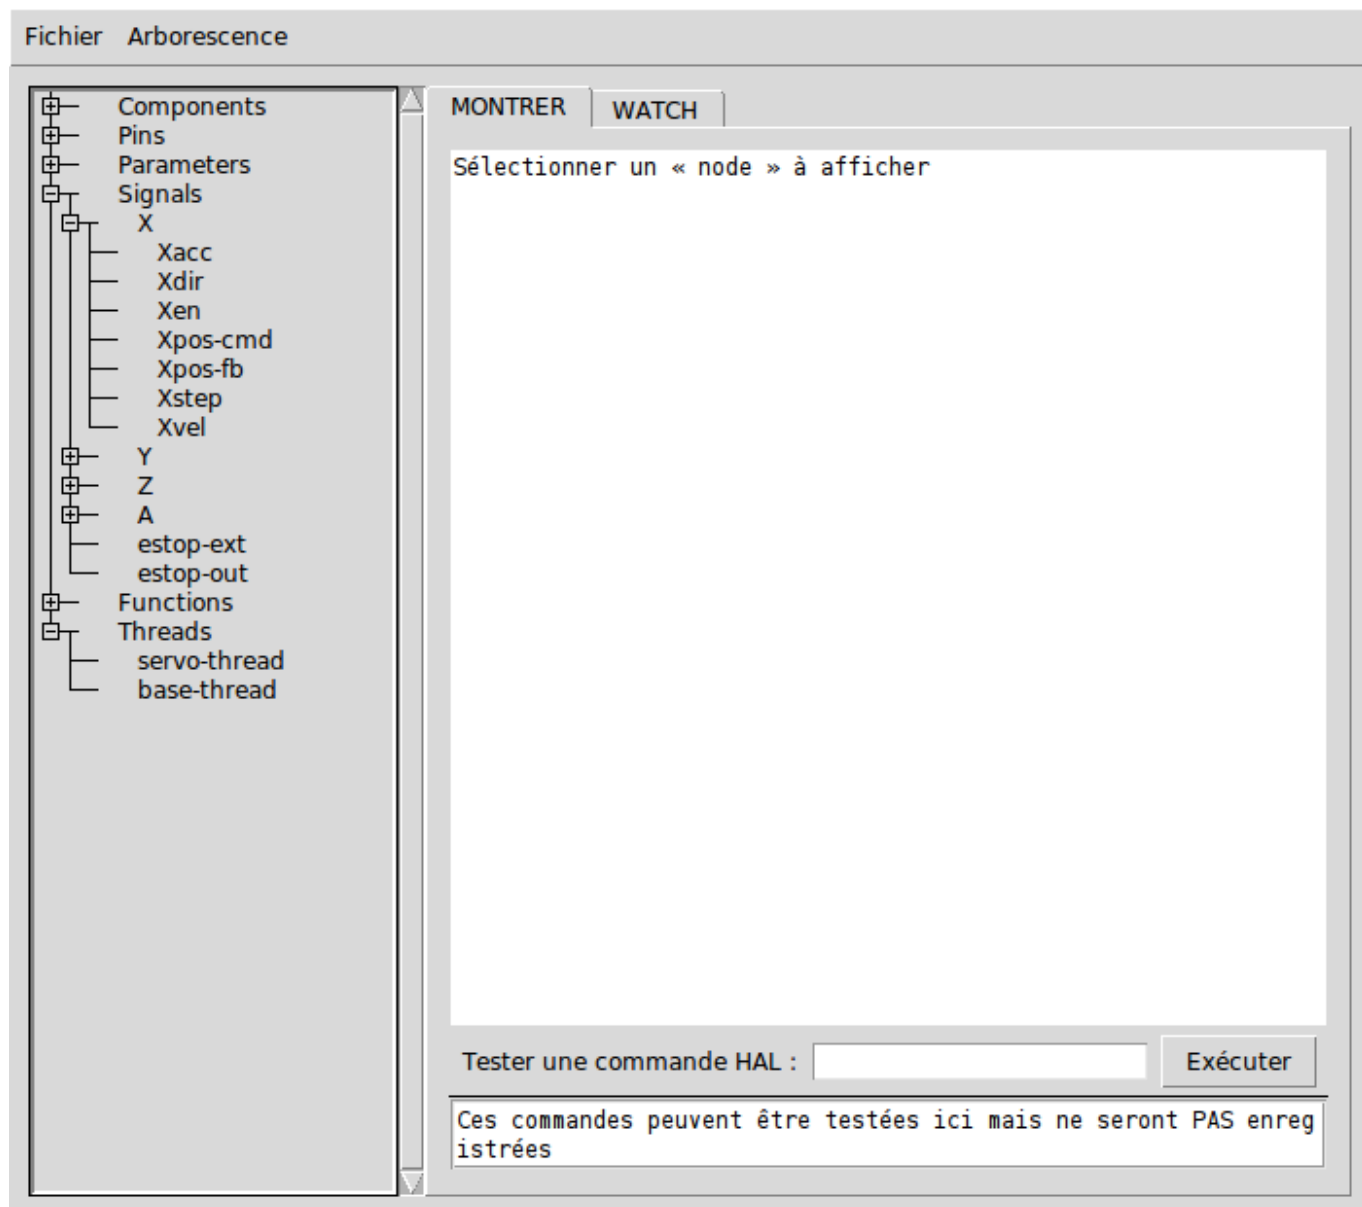 Fichier Arborescence
Components
Pins
Parameters
Signals
X
Xacc
Xdir
Xen
Xpos-cmd
Xpos-fb
Xstep
Xvel
Y
Z
A
estop-ext
estop-out
Functions
Threads
servo-thread
base-thread
MONTRER WATCH
Sélectionner un « node » à afficher
Tester une commande HAL : Exécuter
Ces commandes peuvent être testées ici mais ne seront PAS enreg
istrées